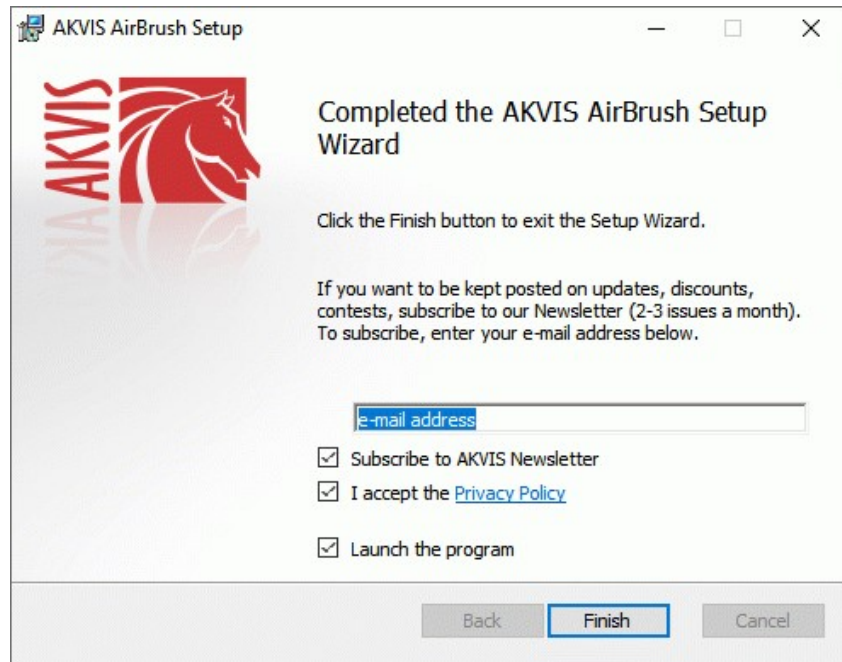 AKVIS AirBrush Setup
AKVIS
Completed the AKVIS AirBrush Setup
Wizard
Click the Finish button to exit the Setup Wizard.
If you want to be kept posted on updates, discounts,
contests, subscribe to our Newsletter (2-3 issues a month).
To subscribe, enter your e-mail address below.
e-mail address
Subscribe to AKVIS Newsletter
I accept the Privacy Policy
Launch the program
Back Finish Cancel